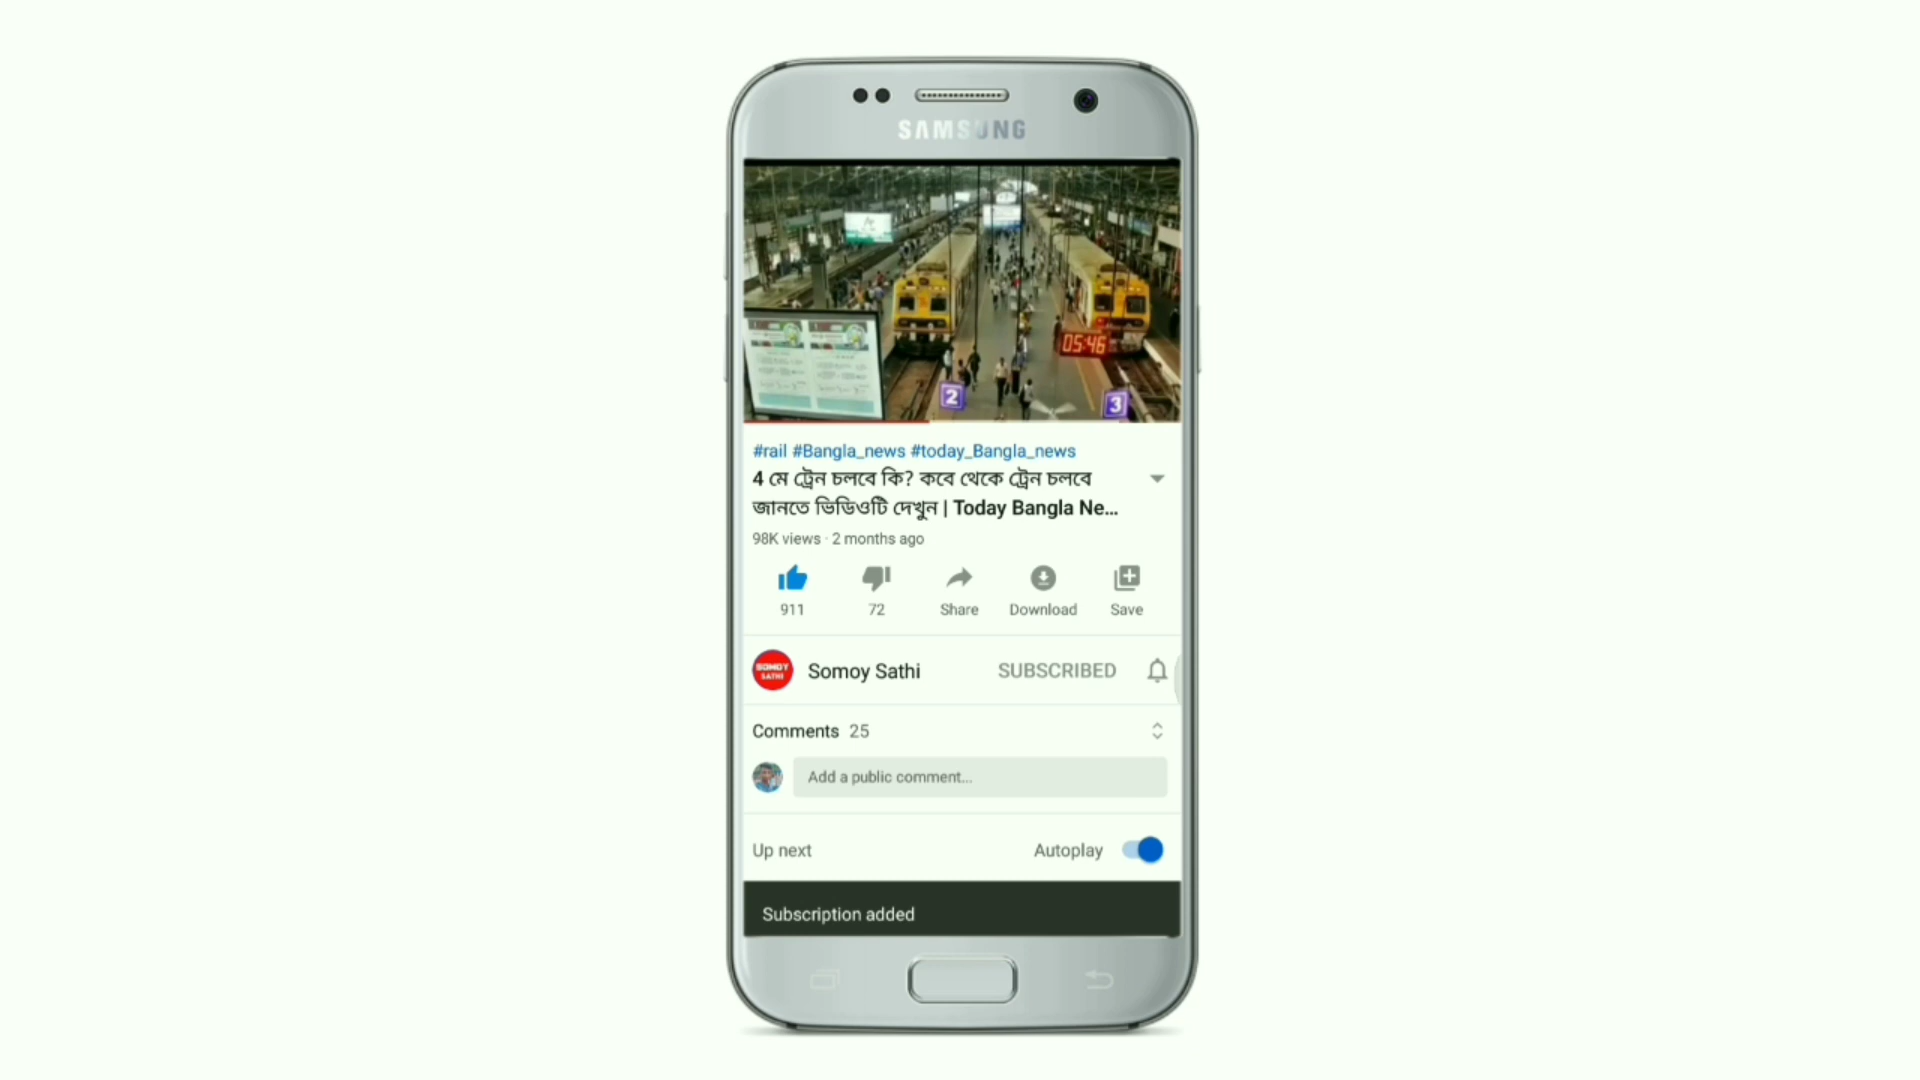 SAMSUNG
05:46
2
3
#rail #Bangla_news #today_Bangla_news
4 মে ট্রেন চলবে কি? কবে থেকে ট্রেন চলবে
জানতে ভিডিওটি দেখুন | Today Bangla Ne...
98K views · 2 months ago
911 72 Share Download Save
SOMOY
SATHI
Somoy Sathi SUBSCRIBED
Comments 25
Add a public comment...
Up next Autoplay
Subscription added